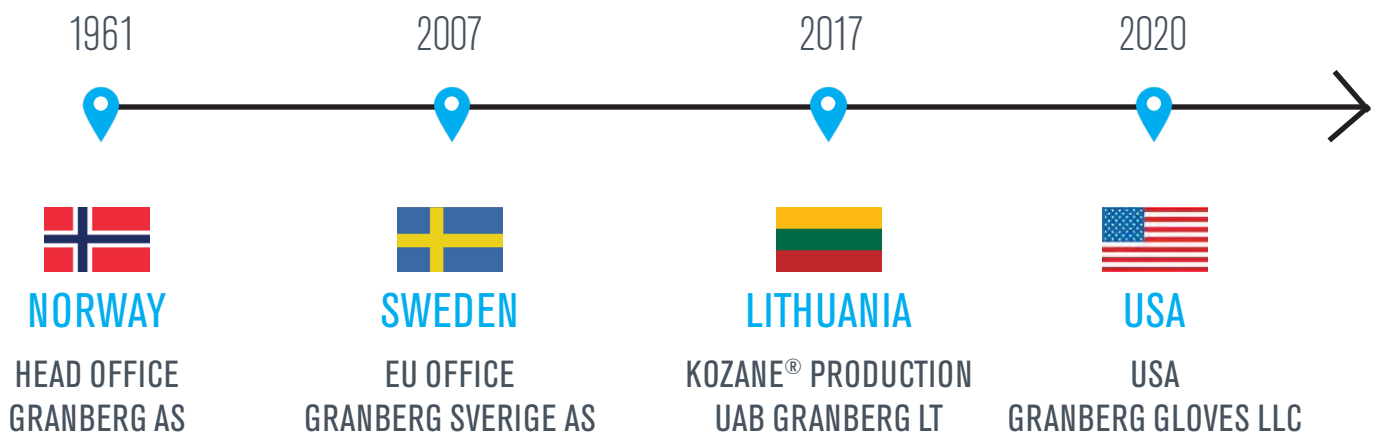 1961
2007
2017
2020
NORWAY
SWEDEN
LITHUANIA
USA
HEAD OFFICE
GRANBERG AS
EU OFFICE
GRANBERG SVERIGE AS
KOZANE® PRODUCTION
UAB GRANBERG LT
USA
GRANBERG GLOVES LLC